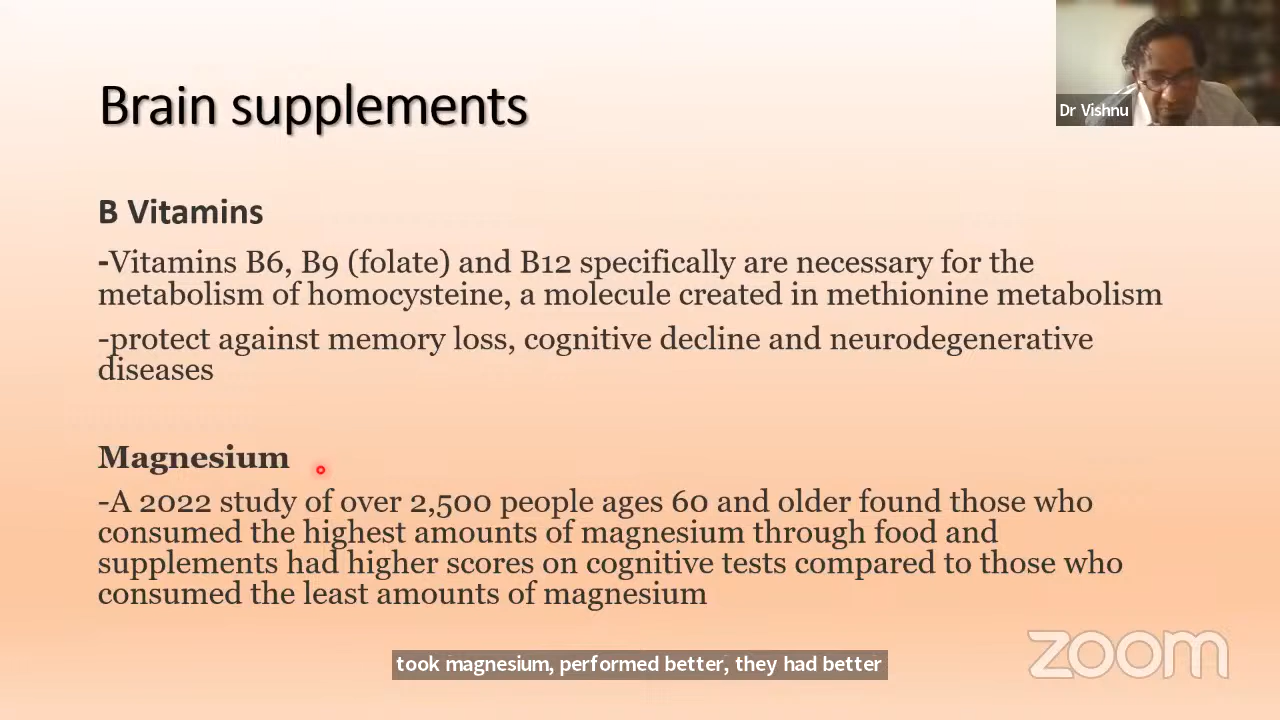 Brain supplements
Dr Vishnu
B Vitamins
-Vitamins B6, B9 (folate) and B12 specifically are necessary for the
metabolism of homocysteine, a molecule created in methionine metabolism
-protect against memory loss, cognitive decline and neurodegenerative
diseases
Magnesium
-A 2022 study of over 2,500 people ages 60 and older found those who
consumed the highest amounts of magnesium through food and
supplements had higher scores on cognitive tests compared to those who
consumed the least amounts of magnesium
zoom
took magnesium, performed better, they had better